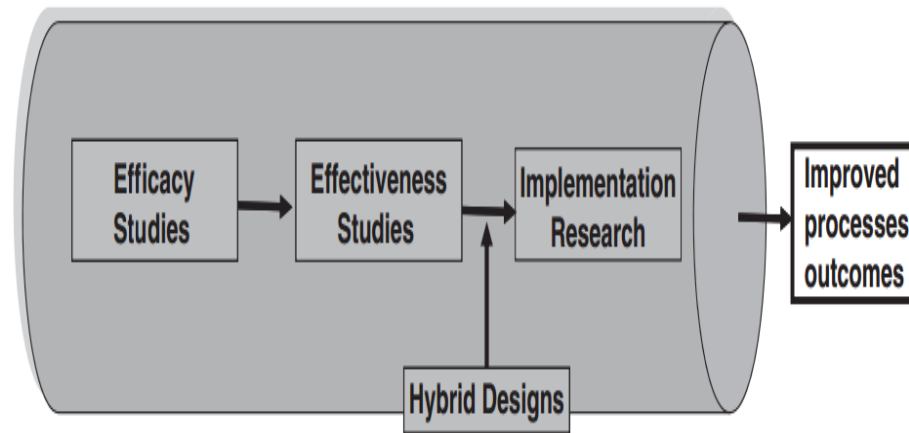 Efficacy
Studies
Effectiveness
Studies
Implementation
Research
Improved
processes
outcomes
Hybrid Designs